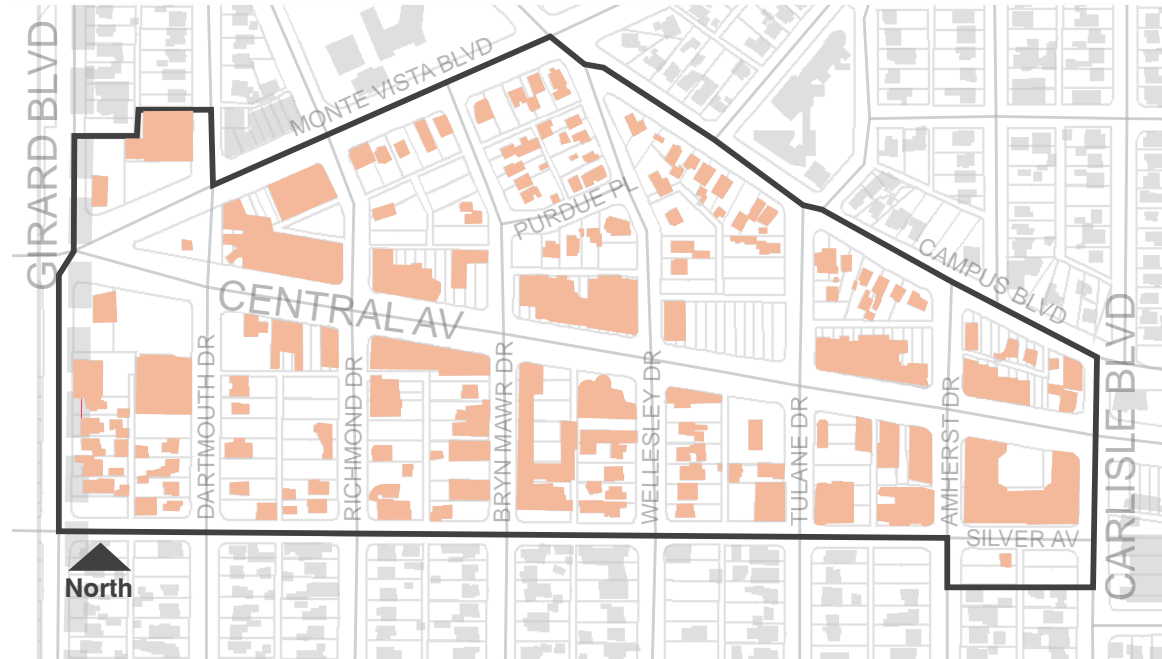 GIRARD BLVD
MONTE VISTA BLVD
PURDUE PL
CAMPUS BLVD
CENTRAL AV
CARLISLE BLVD
DARTMOUTH DR
RICHMOND DR
BRYN MAWR DR
WELLESLEY DR
TULANE DR
AMHERST DR
SILVER AV
North